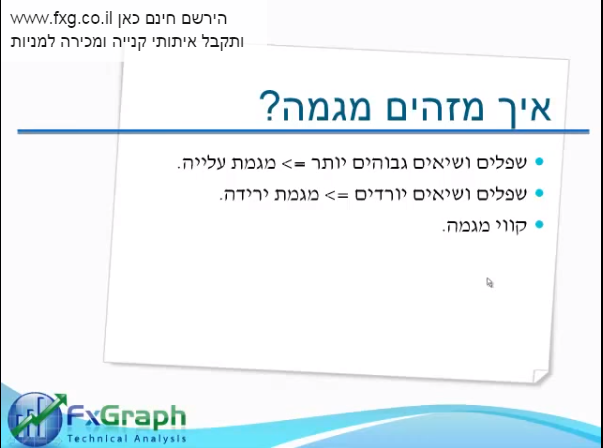 הירשם חינם כאן www.fxg.co.il
ותקבל איתותי קנייה ומכירה למניות
איך מזהים מגמה?
שפלים ושיאים גבוהים יותר => מגמת עלייה.
שפלים ושיאים יורדים => מגמת ירידה.
קווי מגמה.
FxGraph
Technical Analysis